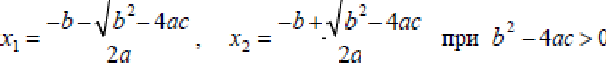 x₁ = (-b - √(b² - 4ac)) / 2a , x₂ = (-b + √(b² - 4ac)) / 2a при b² - 4ac > 0